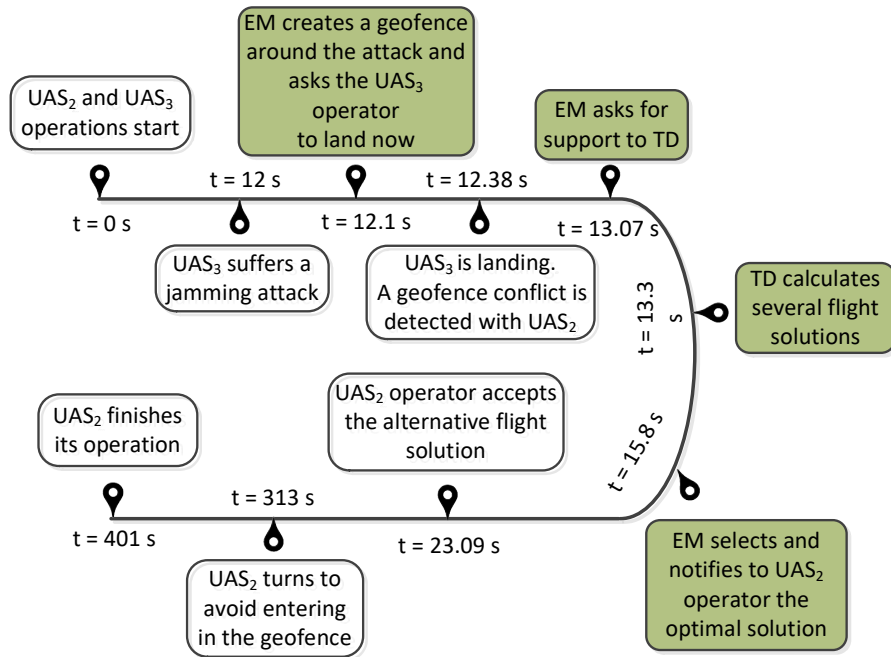 UAS₂ and UAS₃
operations start
t = 0 s
t = 12 s
UAS₃ suffers a
jamming attack
EM creates a geofence
around the attack and
asks the UAS₃
operator
to land now
t = 12.1 s
t = 12.38 s
UAS₃ is landing.
A geofence conflict is
detected with UAS₂
EM asks for
support to TD
t = 13.07 s
t = 13.3
s
TD calculates
several flight
solutions
t = 15.8 s
EM selects and
notifies to UAS₂
operator the
optimal solution
UAS₂ operator accepts
the alternative flight
solution
t = 23.09 s
t = 313 s
UAS₂ turns to
avoid entering
in the geofence
UAS₂ finishes
its operation
t = 401 s